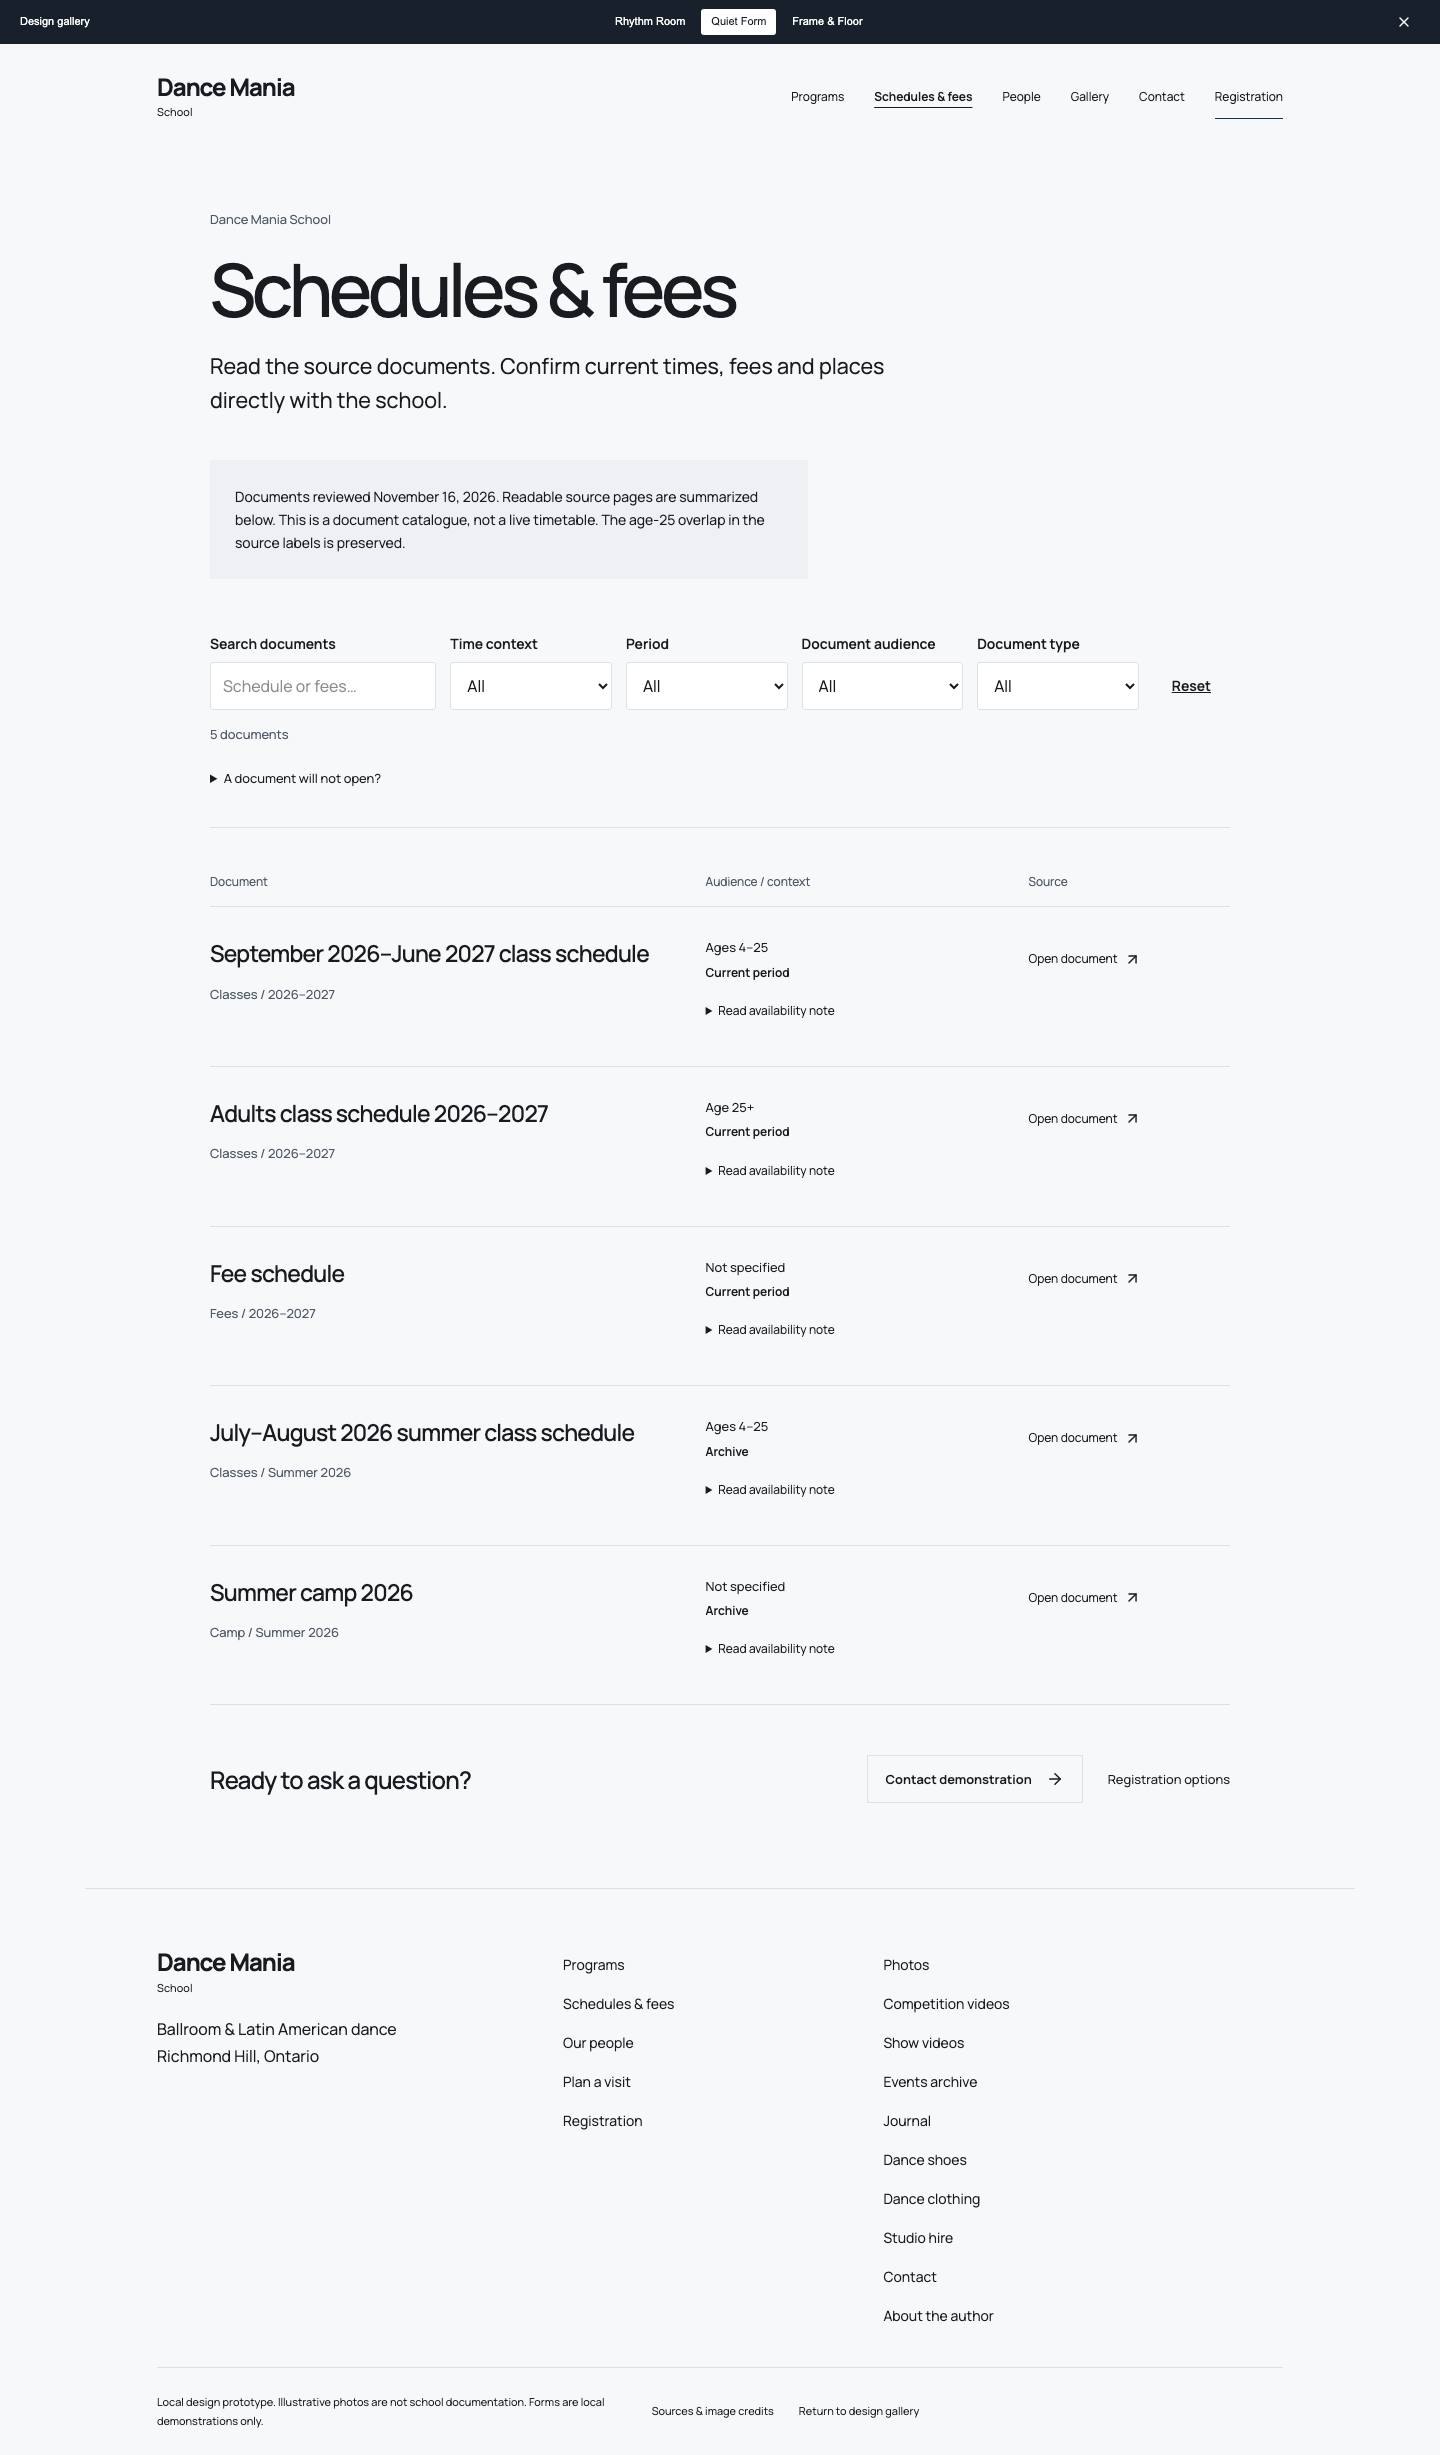 Design gallery
Rhythm Room
Quiet Form
Frame & Floor
Dance Mania
School
Programs
Schedules & fees
People
Gallery
Contact
Registration
Dance Mania School
Schedules & fees
Read the source documents. Confirm current times, fees and places
directly with the school.
Documents reviewed November 16, 2026. Readable source pages are summarized
below. This is a document catalogue, not a live timetable. The age-25 overlap in the
source labels is preserved.
Search documents
Time context
Period
Document audience
Document type
Schedule or fees...
All
All
All
All
Reset
5 documents
A document will not open?
Document
Audience / context
Source
September 2026–June 2027 class schedule
Classes / 2026–2027
Ages 4–25
Current period
Read availability note
Open document
Adults class schedule 2026–2027
Classes / 2026–2027
Age 25+
Current period
Read availability note
Open document
Fee schedule
Fees / 2026–2027
Not specified
Current period
Read availability note
Open document
July–August 2026 summer class schedule
Classes / Summer 2026
Ages 4–25
Archive
Read availability note
Open document
Summer camp 2026
Camp / Summer 2026
Not specified
Archive
Read availability note
Open document
Ready to ask a question?
Contact demonstration
Registration options
Dance Mania
School
Ballroom & Latin American dance
Richmond Hill, Ontario
Programs
Schedules & fees
Our people
Plan a visit
Registration
Photos
Competition videos
Show videos
Events archive
Journal
Dance shoes
Dance clothing
Studio hire
Contact
About the author
Local design prototype. Illustrative photos are not school documentation. Forms are local
demonstrations only.
Sources & image credits
Return to design gallery